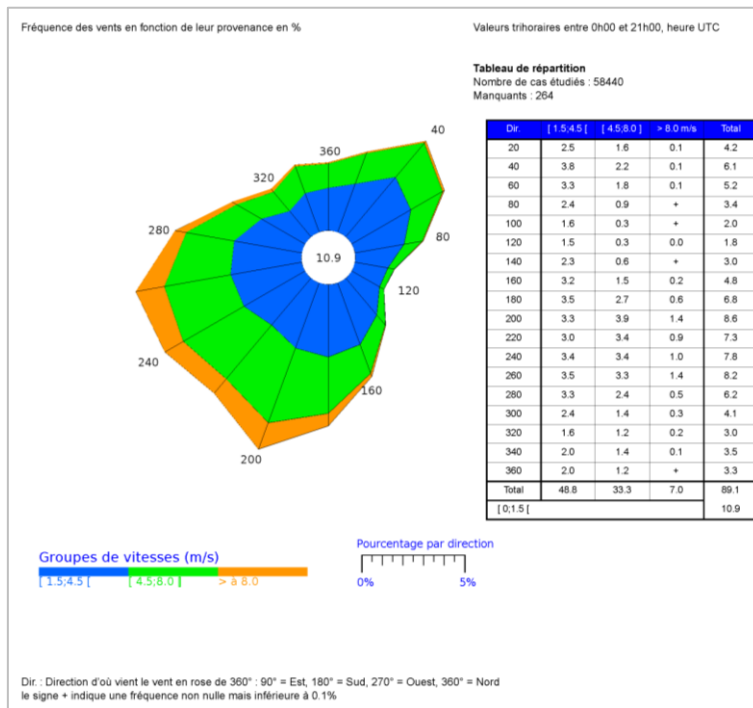 Fréquence des vents en fonction de leur provenance en %
Valeurs trihoraires entre 0h00 et 21h00, heure UTC
Tableau de répartition
Nombre de cas étudiés : 58440
Manquants : 264
40
360
320
280
80
10.9
120
240
160
200
Dir. [ 1.5;4.5 [ [ 4.5;8.0 ] > 8.0 m/s Total
20 2.5 1.6 0.1 4.2
40 3.8 2.2 0.1 6.1
60 3.3 1.8 0.1 5.2
80 2.4 0.9 + 3.4
100 1.6 0.3 + 2.0
120 1.5 0.3 0.0 1.8
140 2.3 0.6 + 3.0
160 3.2 1.5 0.2 4.8
180 3.5 2.7 0.6 6.8
200 3.3 3.9 1.4 8.6
220 3.0 3.4 0.9 7.3
240 3.4 3.4 1.0 7.8
260 3.5 3.3 1.4 8.2
280 3.3 2.4 0.5 6.2
300 2.4 1.4 0.3 4.1
320 1.6 1.2 0.2 3.0
340 2.0 1.4 0.1 3.5
360 2.0 1.2 + 3.3
Total 48.8 33.3 7.0 89.1
[ 0;1.5 [ 10.9
Groupes de vitesses (m/s)
[ 1.5;4.5 [ [ 4.5;8.0 ] > à 8.0
Pourcentage par direction
0% 5%
Dir. : Direction d'où vient le vent en rose de 360° : 90° = Est, 180° = Sud, 270° = Ouest, 360° = Nord
le signe + indique une fréquence non nulle mais inférieure à 0.1%